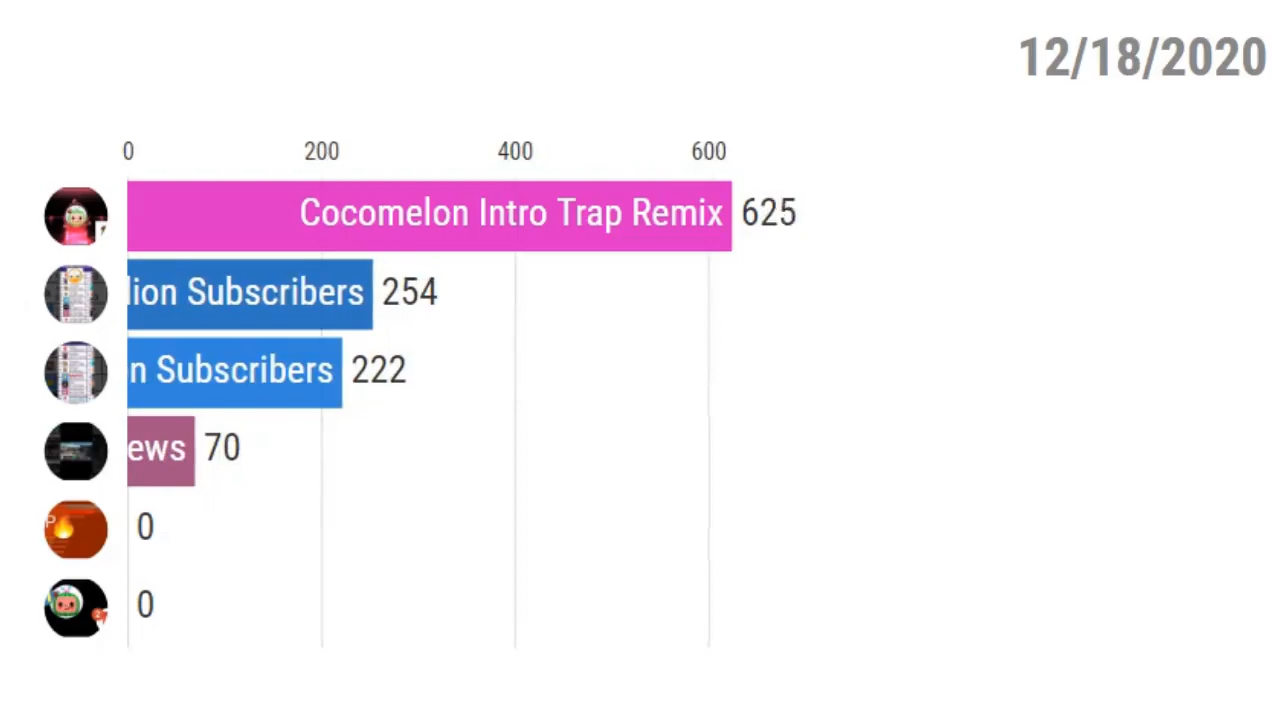 12/18/2020
0 200 400 600
Cocomelon Intro Trap Remix 625
lion Subscribers 254
n Subscribers 222
ews 70
P 0
0